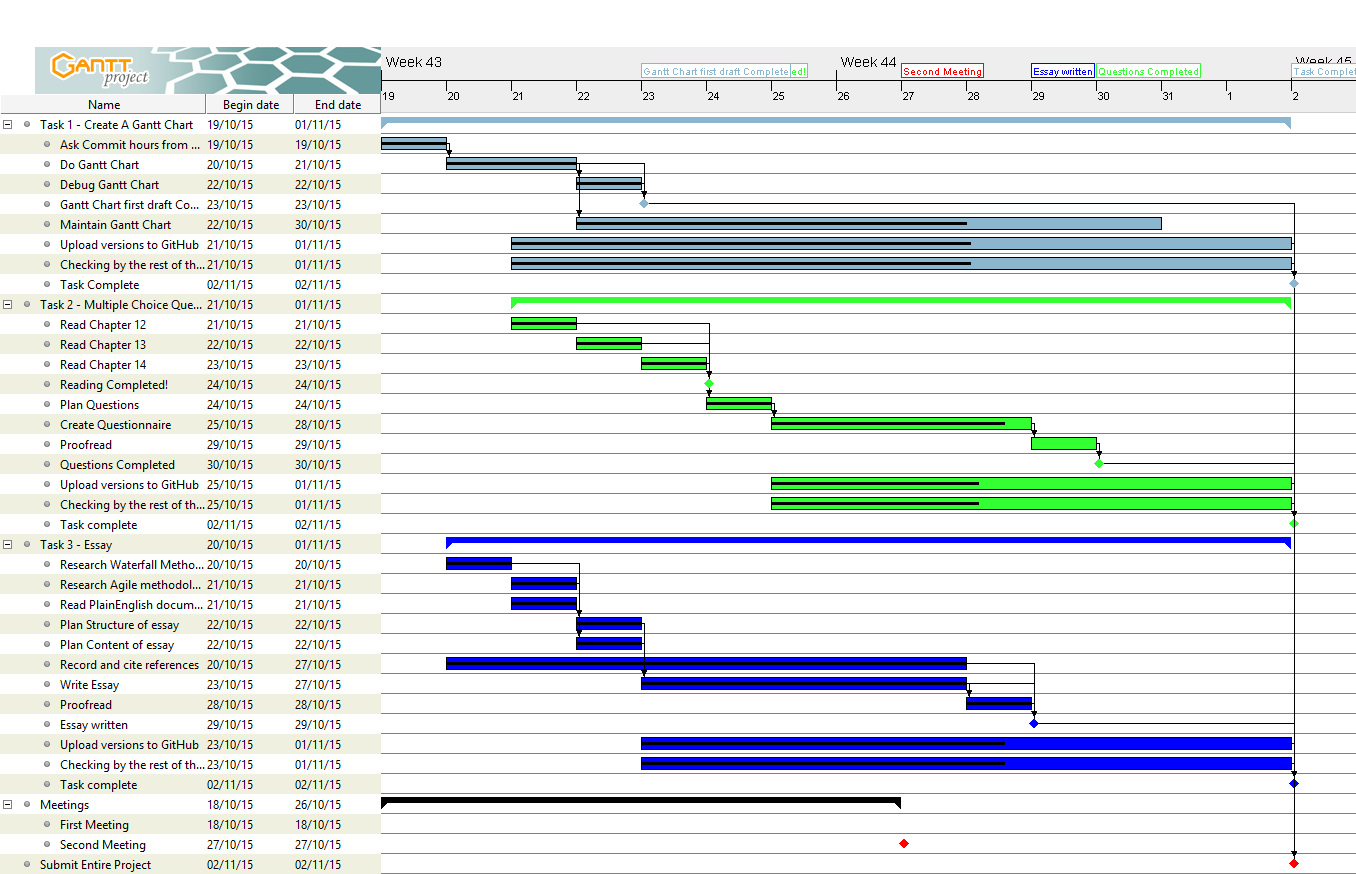 GANTT
project
Week 43
Week 44
Week 45
Gantt Chart first draft Complete
ed!
Second Meeting
Essay written
Questions Completed
Task Complet
Name Begin date End date
19 20 21 22 23 24 25 26 27 28 29 30 31 1 2
Task 1 - Create A Gantt Chart 19/10/15 01/11/15
Ask Commit hours from ... 19/10/15 19/10/15
Do Gantt Chart 20/10/15 21/10/15
Debug Gantt Chart 22/10/15 22/10/15
Gantt Chart first draft Co... 23/10/15 23/10/15
Maintain Gantt Chart 22/10/15 30/10/15
Upload versions to GitHub 21/10/15 01/11/15
Checking by the rest of th... 21/10/15 01/11/15
Task Complete 02/11/15 02/11/15
Task 2 - Multiple Choice Que... 21/10/15 01/11/15
Read Chapter 12 21/10/15 21/10/15
Read Chapter 13 22/10/15 22/10/15
Read Chapter 14 23/10/15 23/10/15
Reading Completed! 24/10/15 24/10/15
Plan Questions 24/10/15 24/10/15
Create Questionnaire 25/10/15 28/10/15
Proofread 29/10/15 29/10/15
Questions Completed 30/10/15 30/10/15
Upload versions to GitHub 25/10/15 01/11/15
Checking by the rest of th... 25/10/15 01/11/15
Task complete 02/11/15 02/11/15
Task 3 - Essay 20/10/15 01/11/15
Research Waterfall Metho... 20/10/15 20/10/15
Research Agile methodol... 21/10/15 21/10/15
Read PlainEnglish docum... 21/10/15 21/10/15
Plan Structure of essay 22/10/15 22/10/15
Plan Content of essay 22/10/15 22/10/15
Record and cite references 20/10/15 27/10/15
Write Essay 23/10/15 27/10/15
Proofread 28/10/15 28/10/15
Essay written 29/10/15 29/10/15
Upload versions to GitHub 23/10/15 01/11/15
Checking by the rest of th... 23/10/15 01/11/15
Task complete 02/11/15 02/11/15
Meetings 18/10/15 26/10/15
First Meeting 18/10/15 18/10/15
Second Meeting 27/10/15 27/10/15
Submit Entire Project 02/11/15 02/11/15